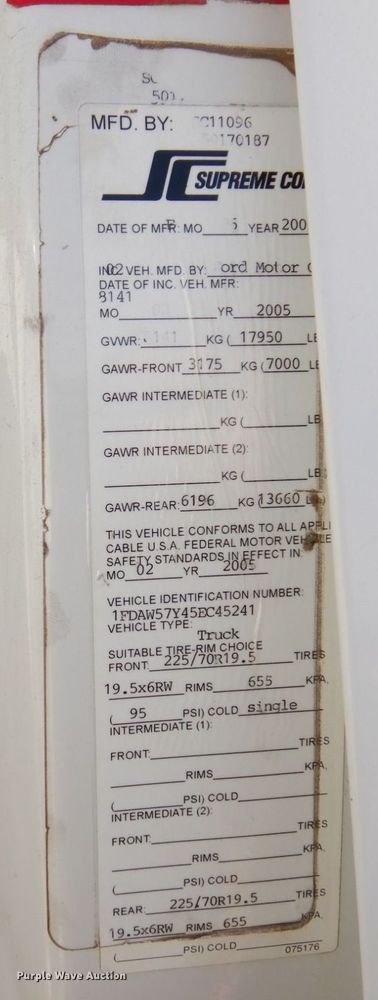 501
MFD. BY: C11096
170187
SUPREME CO
DATE OF MFR: MO 5 YEAR 200
INC. VEH. MFD. BY: ord Motor
02
DATE OF INC. VEH. MFR:
8141
MO YR 2005
GVWR: KG ( 17950 LE
GAWR-FRONT 3175 KG (7000 LE
GAWR INTERMEDIATE (1):
KG ( LB
GAWR INTERMEDIATE (2):
KG ( LB
GAWR-REAR: 6196 KG (13660
THIS VEHICLE CONFORMS TO ALL APPLI
CABLE U.S.A. FEDERAL MOTOR VEHICLE
SAFETY STANDARDS IN EFFECT IN:
MO 02 YR 2005
VEHICLE IDENTIFICATION NUMBER:
1FDAW57Y45EC45241
VEHICLE TYPE:
Truck
SUITABLE TIRE-RIM CHOICE
FRONT: 225/70R19.5 TIRES
19.5x6RW RIMS 655 KPA,
( 95 PSI) COLD single
INTERMEDIATE (1):
FRONT: TIRES
RIMS KPA,
( PSI) COLD
INTERMEDIATE (2):
FRONT: TIRES
RIMS KPA,
( PSI) COLD
REAR: 225/70R19.5 TIRES
19.5x6RW RIMS 655 KPA,
( PSI) COLD 075176
Purple Wave Auction